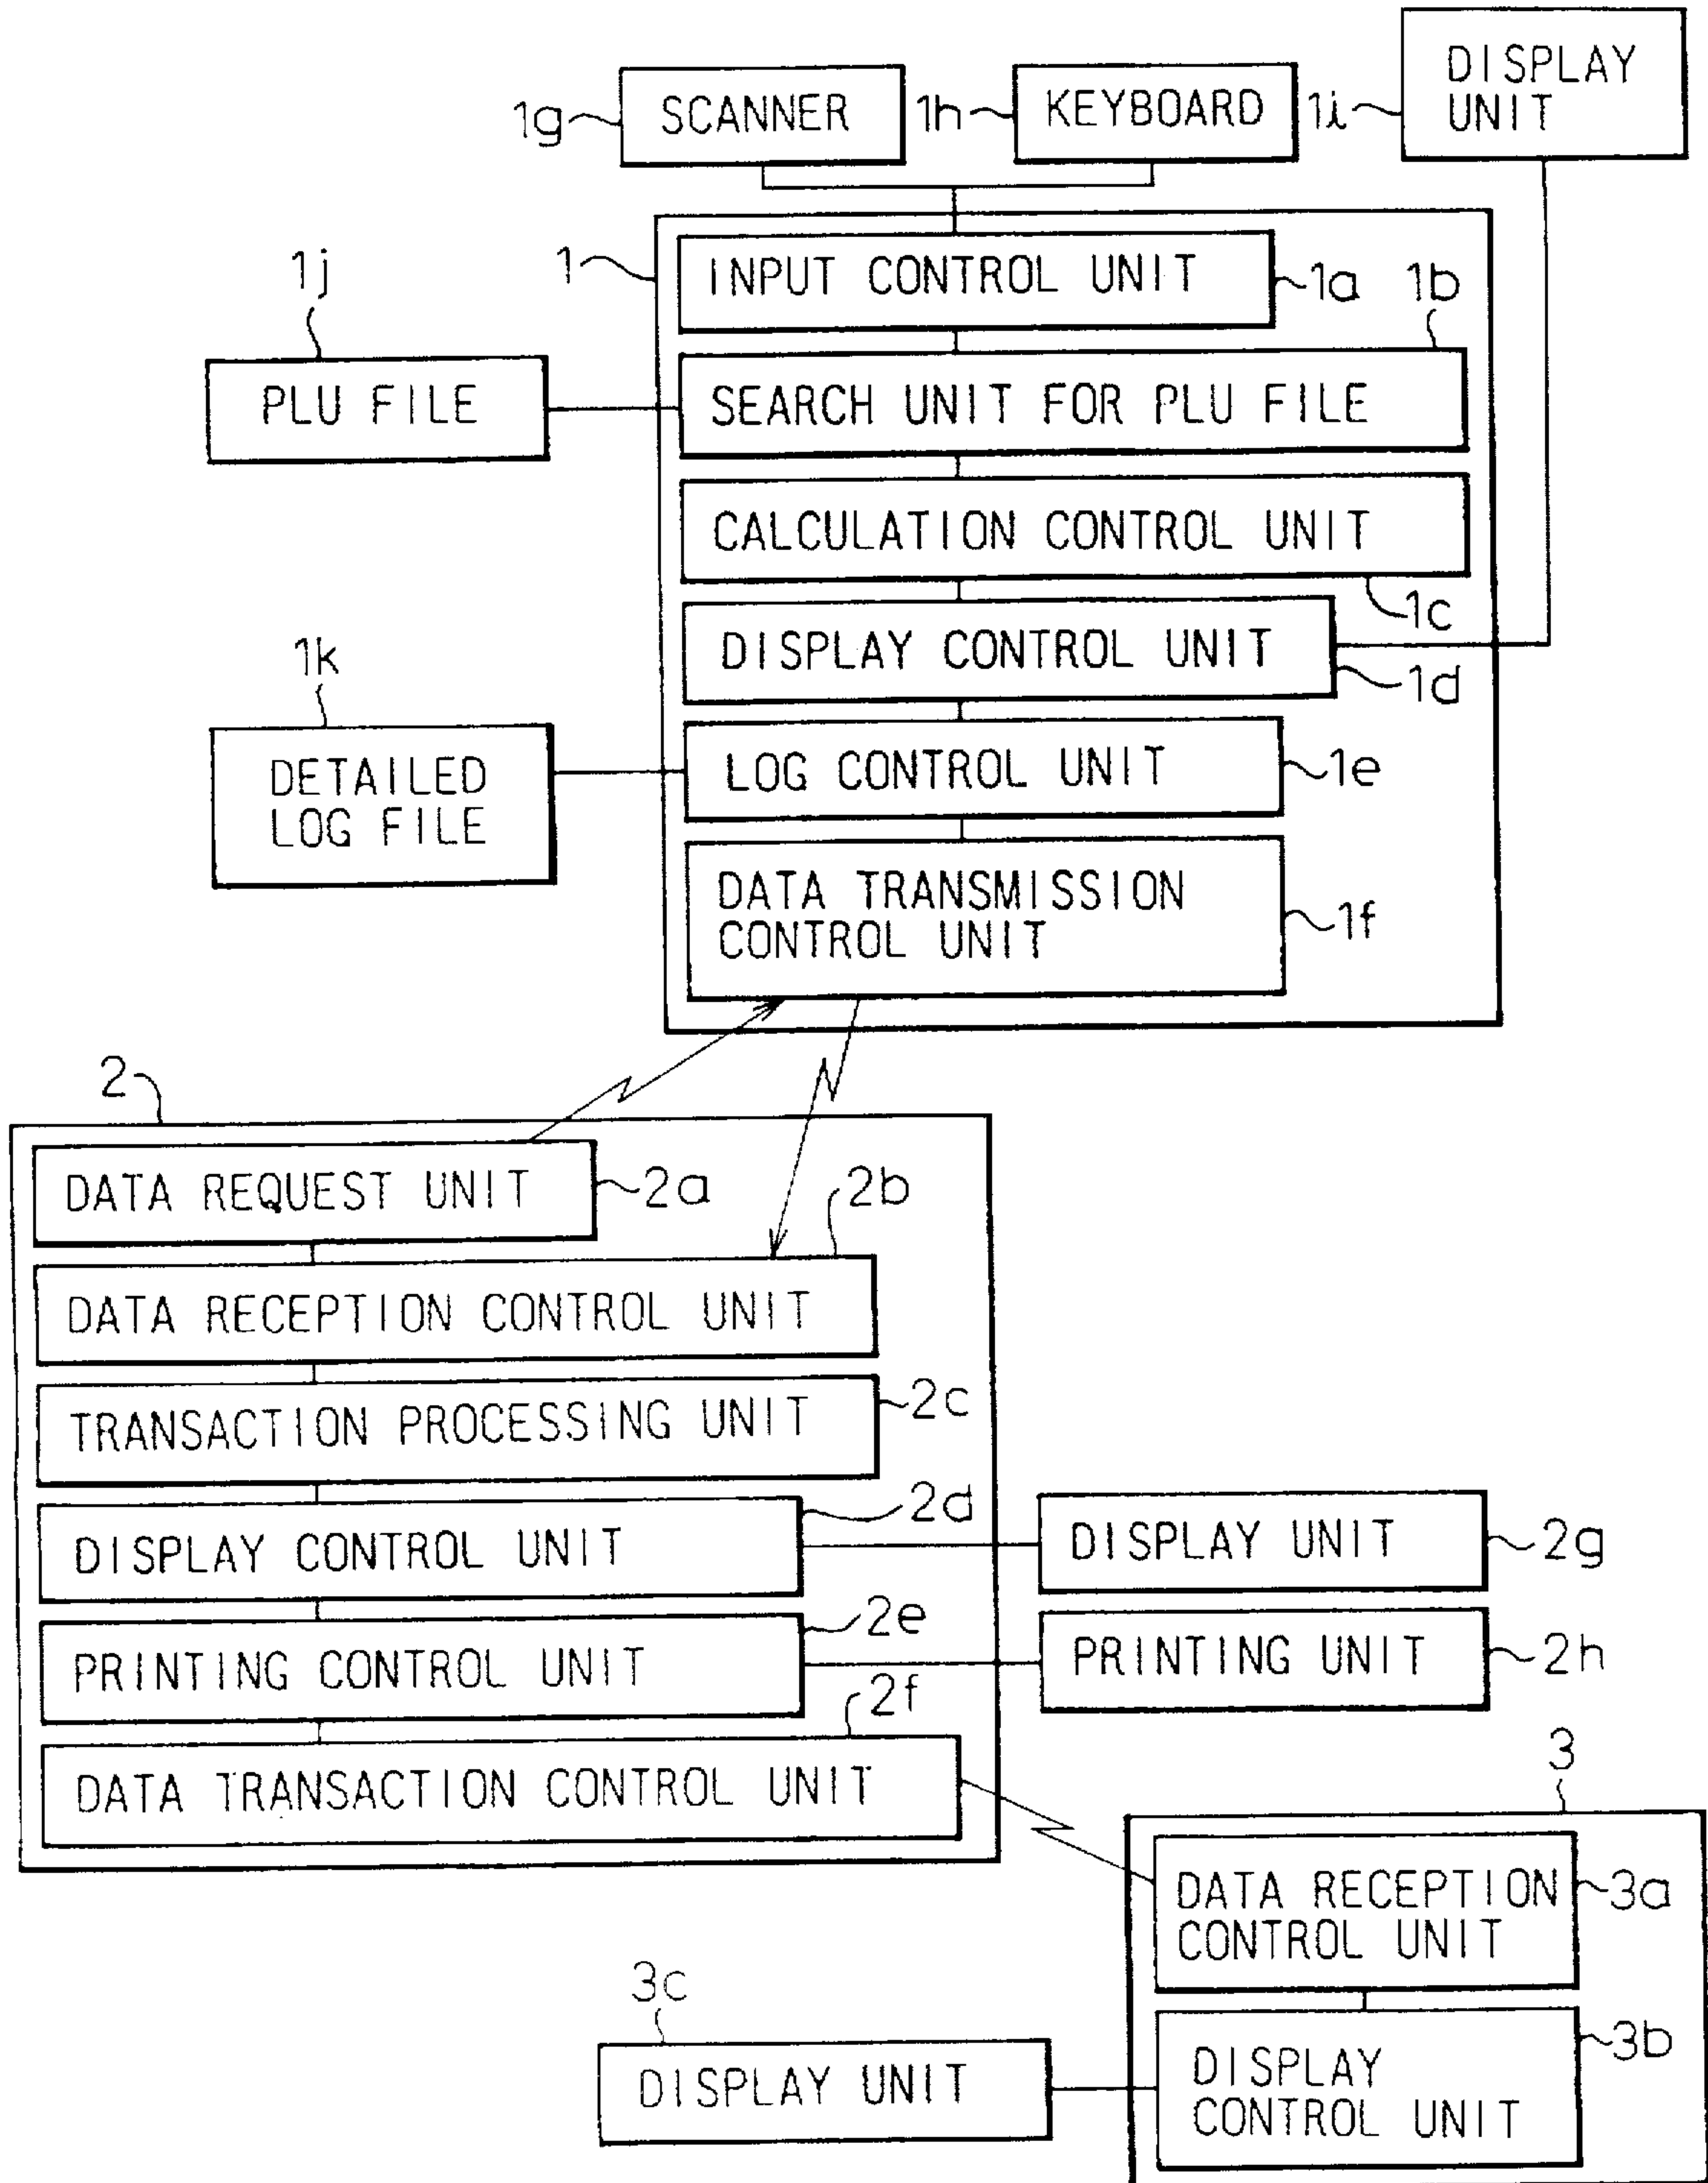 DISPLAY
UNIT
1i
1g
SCANNER
1h
KEYBOARD
1
INPUT CONTROL UNIT
1a
1b
1j
PLU FILE
SEARCH UNIT FOR PLU FILE
CALCULATION CONTROL UNIT
1c
DISPLAY CONTROL UNIT
1d
1k
DETAILED
LOG FILE
LOG CONTROL UNIT
1e
DATA TRANSMISSION
CONTROL UNIT
1f
2
DATA REQUEST UNIT
2a
2b
DATA RECEPTION CONTROL UNIT
TRANSACTION PROCESSING UNIT
2c
2d
DISPLAY CONTROL UNIT
DISPLAY UNIT
2g
2e
PRINTING CONTROL UNIT
PRINTING UNIT
2h
2f
DATA TRANSACTION CONTROL UNIT
3
DATA RECEPTION
CONTROL UNIT
3a
3c
DISPLAY UNIT
DISPLAY
CONTROL UNIT
3b